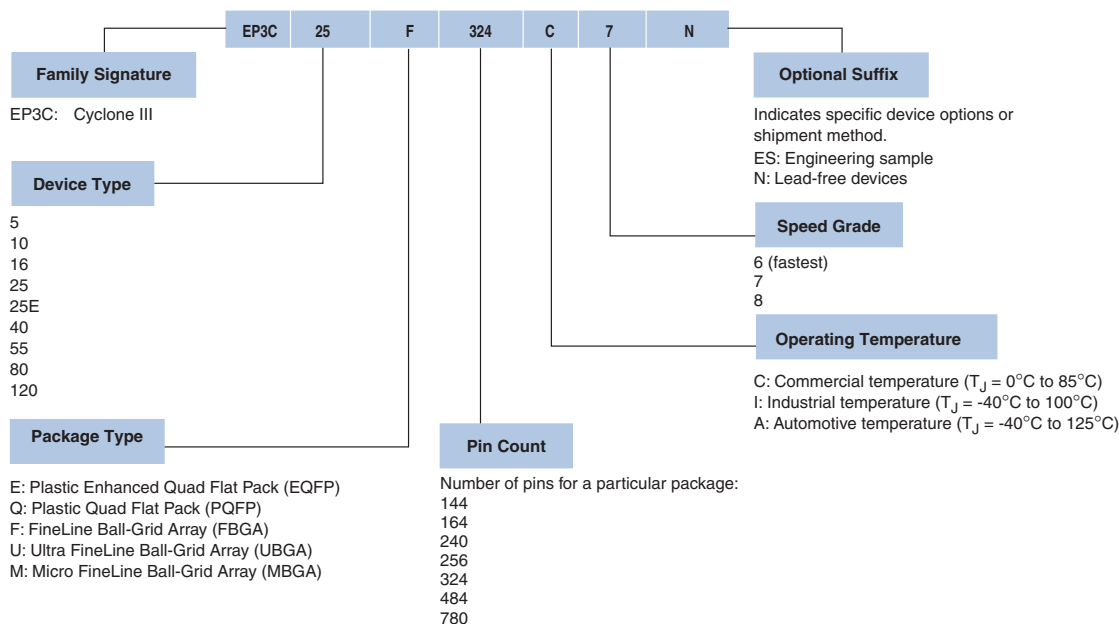 EP3C 25 F 324 C 7 N
Family Signature
EP3C: Cyclone III
Device Type
5
10
16
25
25E
40
55
80
120
Package Type
E: Plastic Enhanced Quad Flat Pack (EQFP)
Q: Plastic Quad Flat Pack (PQFP)
F: FineLine Ball-Grid Array (FBGA)
U: Ultra FineLine Ball-Grid Array (UBGA)
M: Micro FineLine Ball-Grid Array (MBGA)
Pin Count
Number of pins for a particular package:
144
164
240
256
324
484
780
Optional Suffix
Indicates specific device options or
shipment method.
ES: Engineering sample
N: Lead-free devices
Speed Grade
6 (fastest)
7
8
Operating Temperature
C: Commercial temperature (TJ = 0°C to 85°C)
I: Industrial temperature (TJ = -40°C to 100°C)
A: Automotive temperature (TJ = -40°C to 125°C)